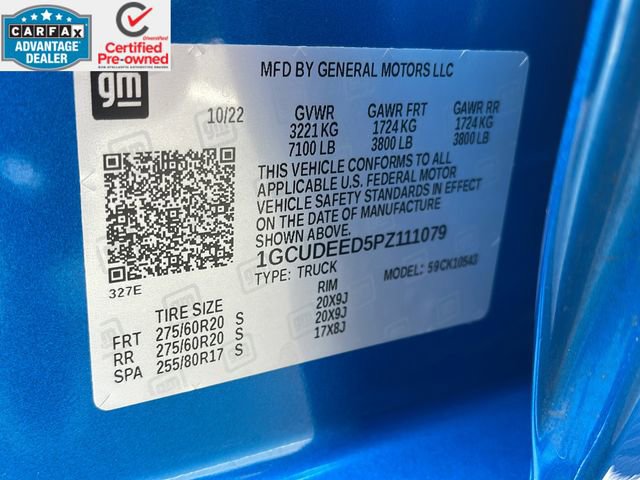 CARFAX
ADVANTAGE
DEALER
Certified
Pre-owned
gm
MFD BY GENERAL MOTORS LLC
10/22 GVWR GAWR FRT GAWR RR
3221 KG 1724 KG 1724 KG
7100 LB 3800 LB 3800 LB
THIS VEHICLE CONFORMS TO ALL
APPLICABLE U.S. FEDERAL MOTOR
VEHICLE SAFETY STANDARDS IN EFFECT
ON THE DATE OF MANUFACTURE
SHOWN ABOVE.
1GCUDEED5PZ111079
TYPE: TRUCK MODEL: 59CK10543
327E
TIRE SIZE RIM
FRT 275/60R20 S 20X9J
RR 275/60R20 S 20X9J
SPA 255/80R17 S 17X8J